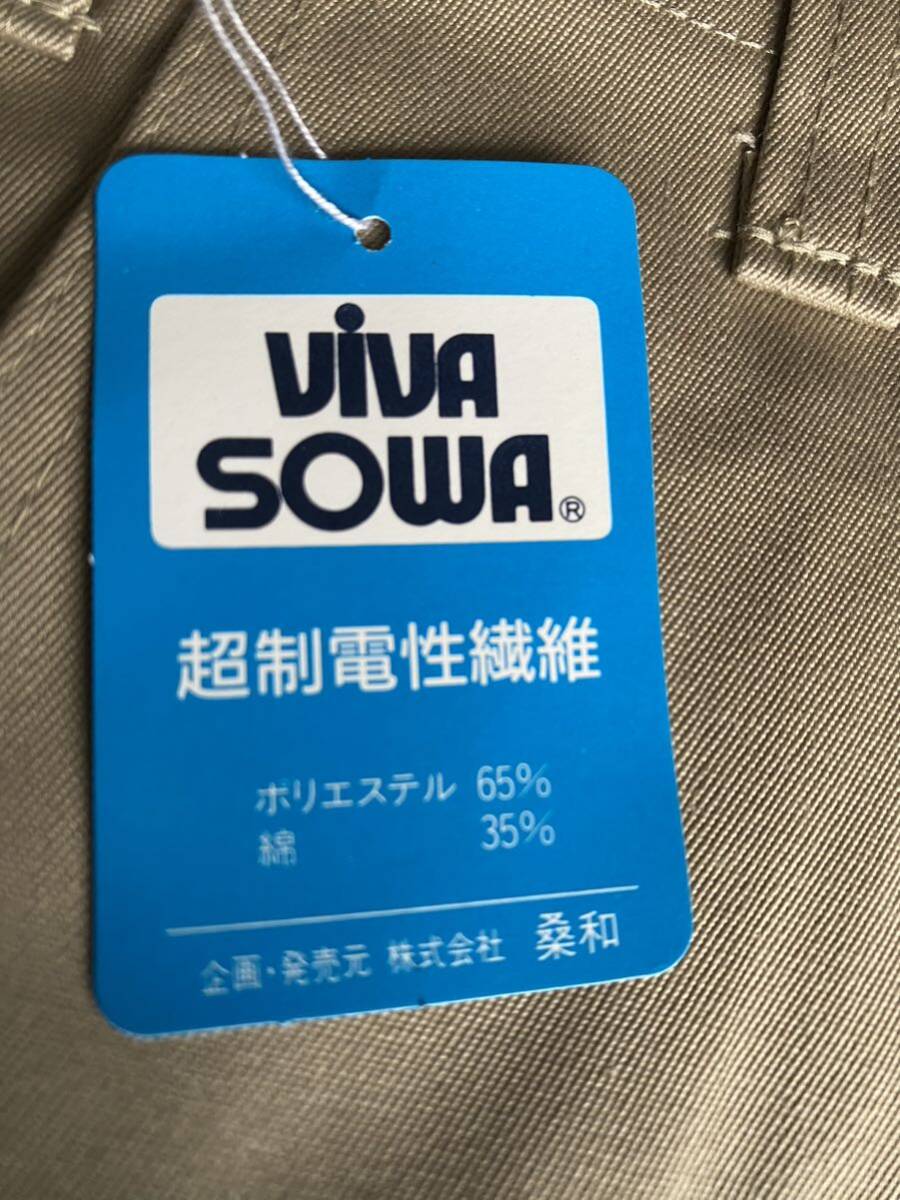 ViVA
SOWA®
超制電性繊維
ポリエステル 65%
綿 35%
企画・発売元 株式会社 桑和